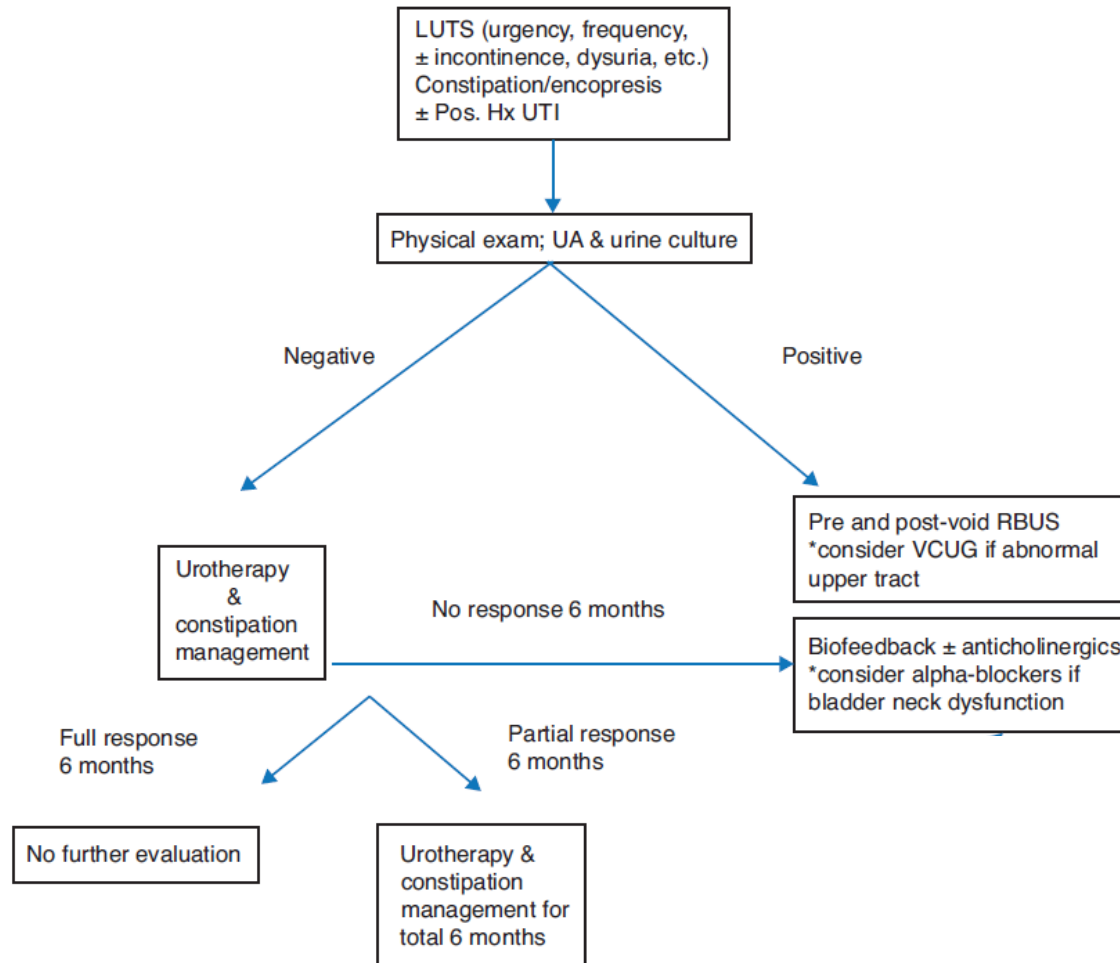 LUTS (urgency, frequency,
± incontinence, dysuria, etc.)
Constipation/encopresis
± Pos. Hx UTI
Physical exam; UA & urine culture
Negative
Positive
Pre and post-void RBUS
*consider VCUG if abnormal
upper tract
Urotherapy
&
constipation
management
No response 6 months
Biofeedback ± anticholinergics
*consider alpha-blockers if
bladder neck dysfunction
Full response
6 months
Partial response
6 months
No further evaluation
Urotherapy &
constipation
management for
total 6 months